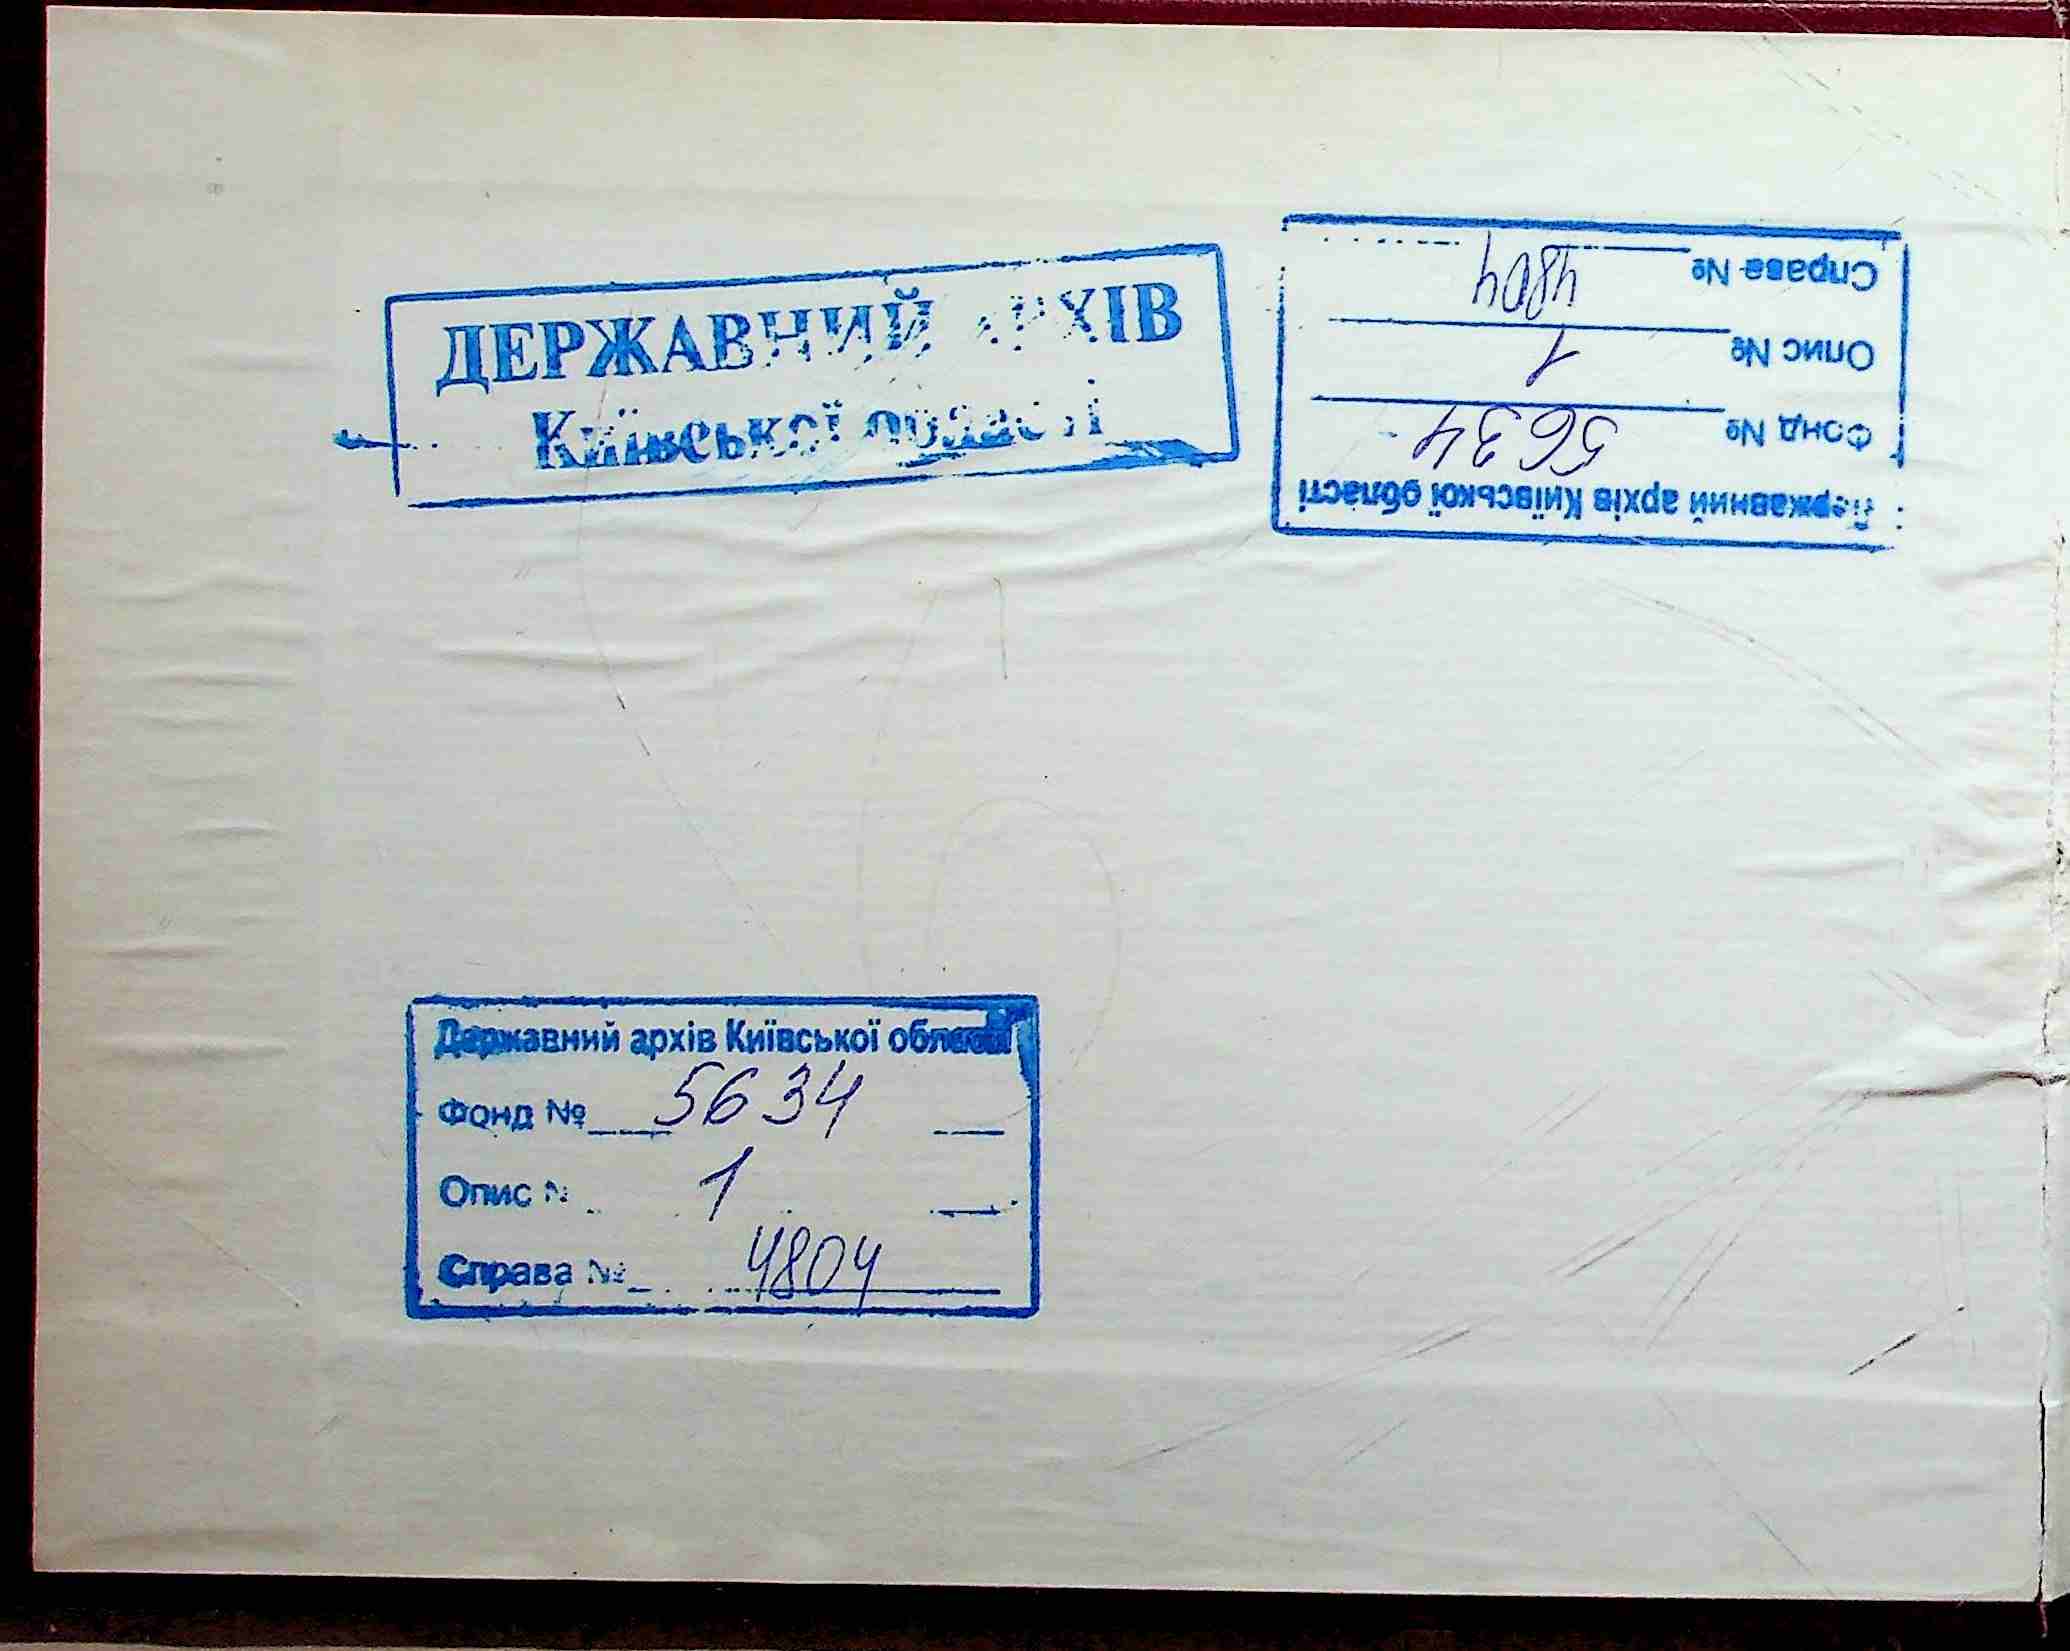 ДЕРЖАВНИЙ АРХІВ
Київської області
Державний архів Київської області
Фонд № 5634
Опис № 1
Справа № 4804
Державний архів Київської області
Фонд № 5634
Опис № 1
Справа № 4804